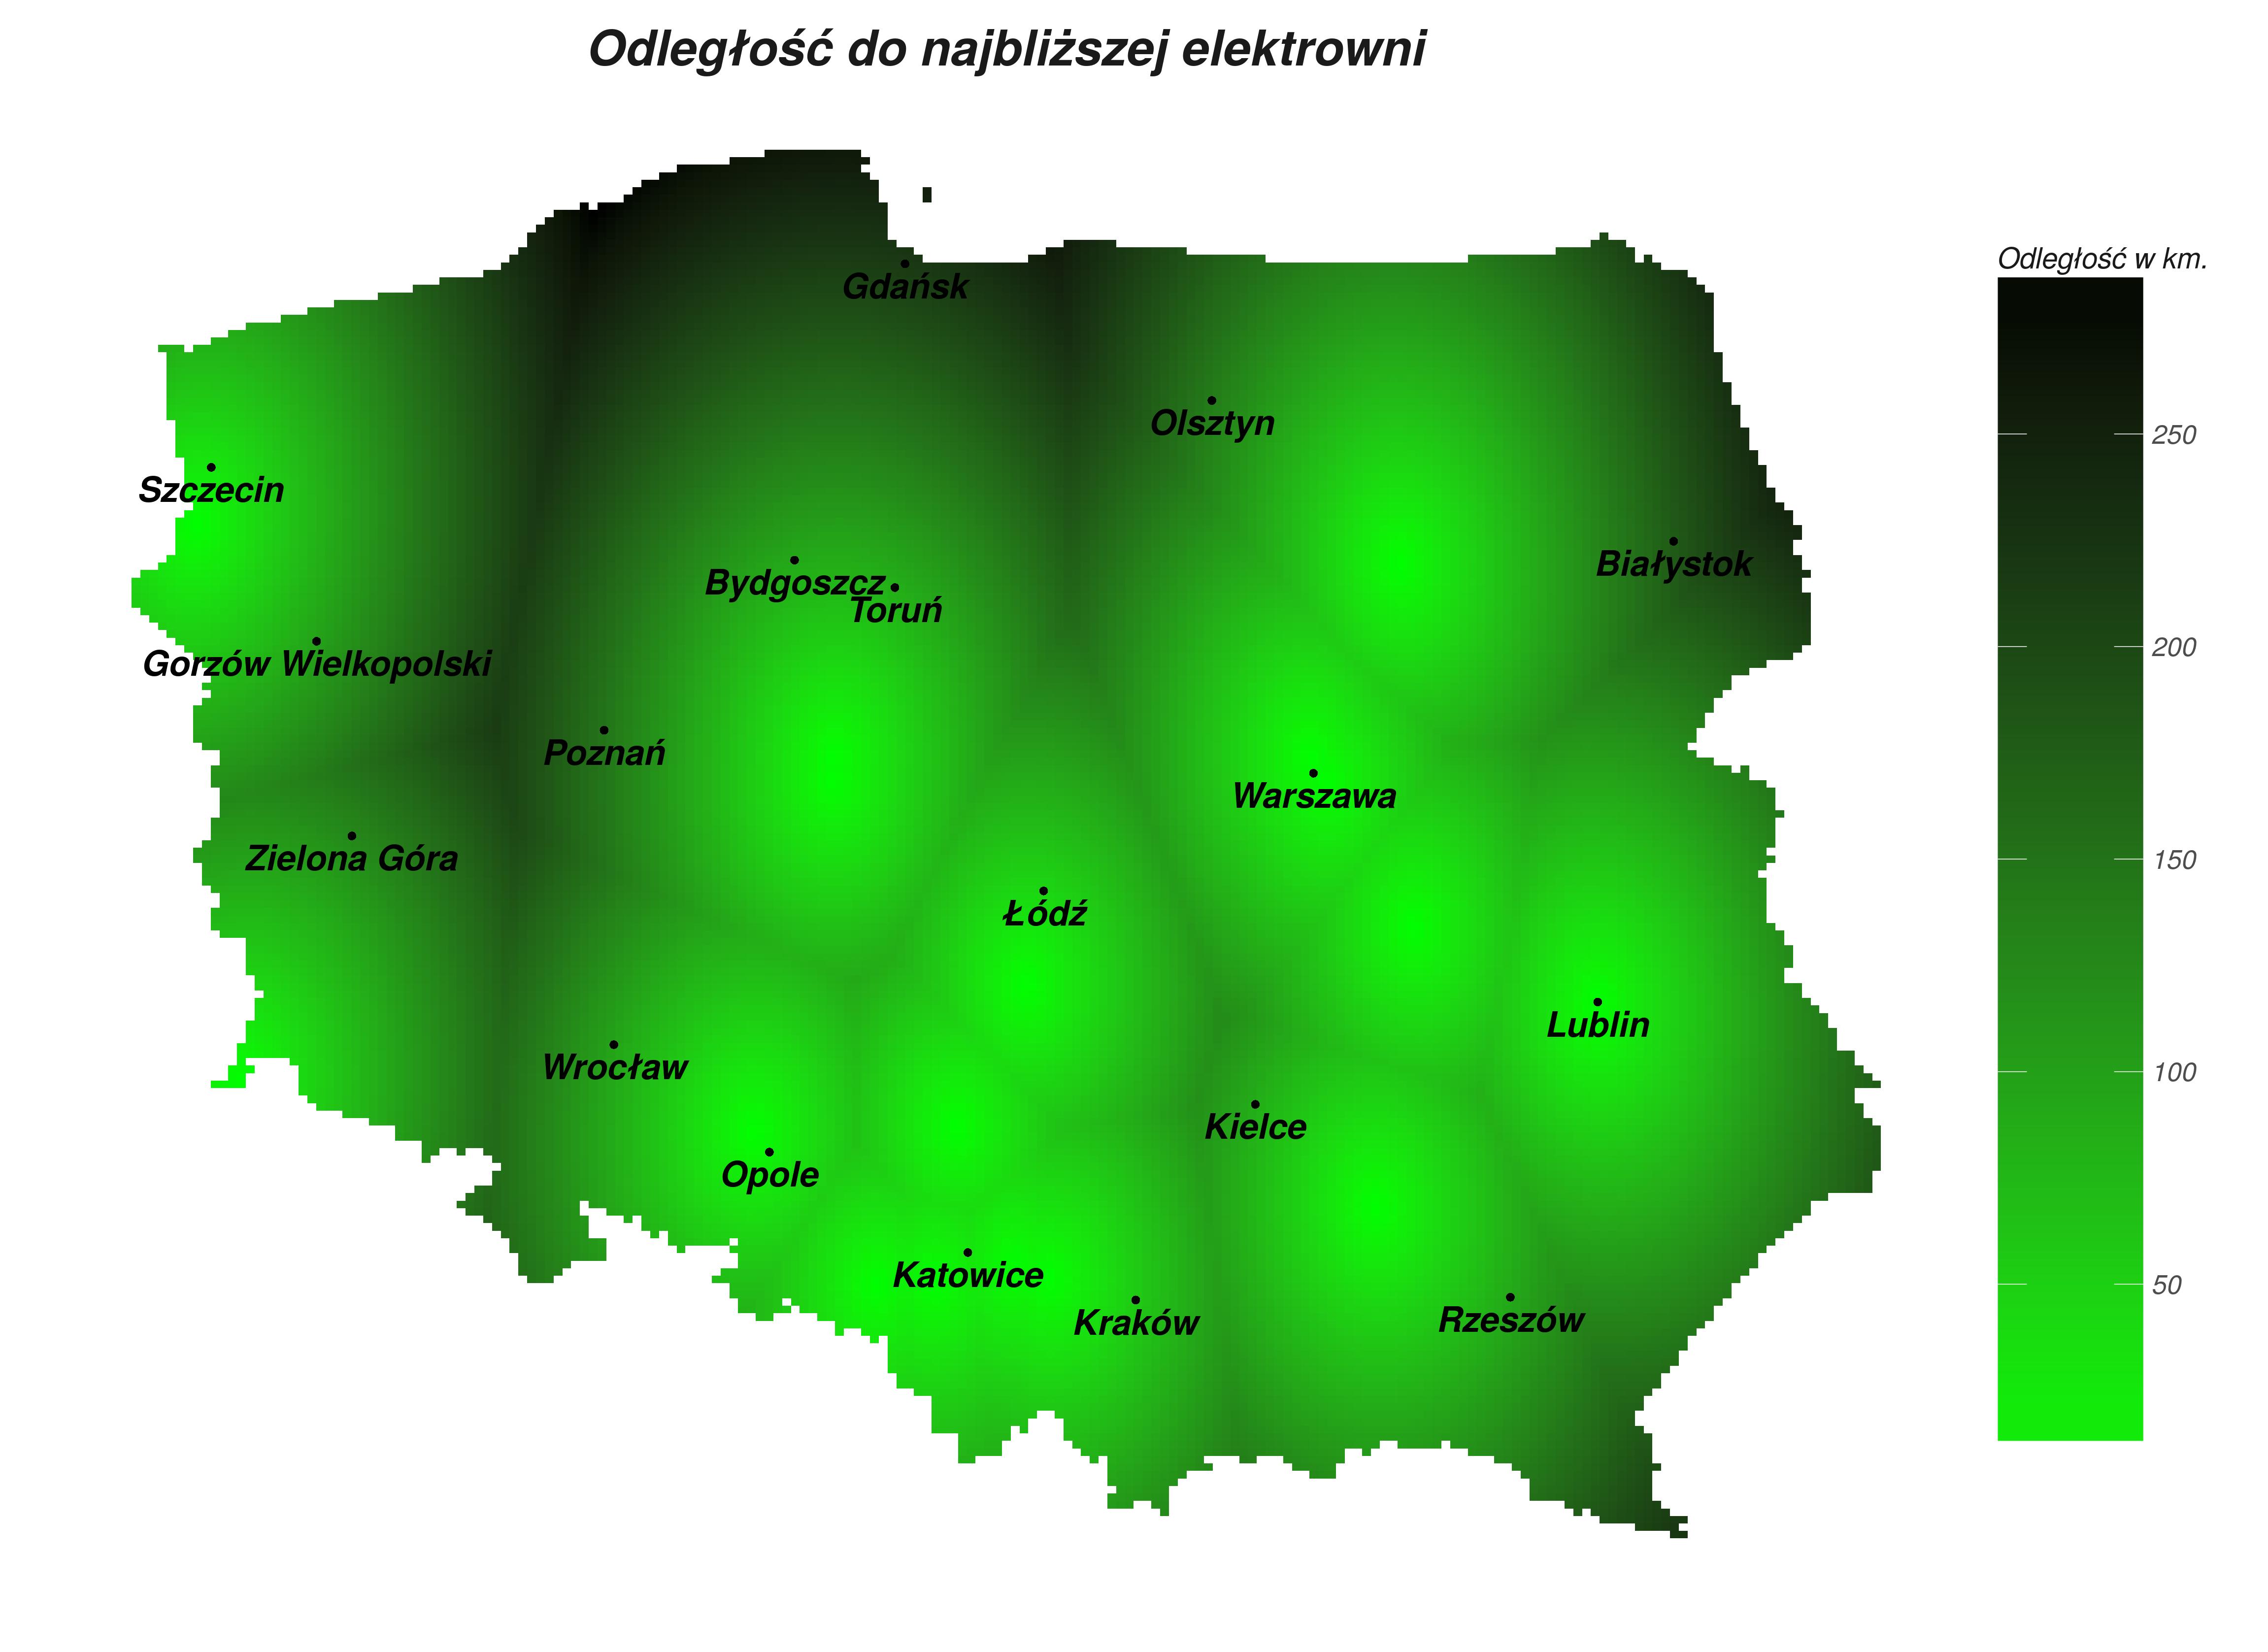 Odległość do najbliższej elektrowni
Odległość w km.
Gdańsk
Olsztyn
250
Szczecin
Białystok
Bydgoszcz
Toruń
200
Gorzów Wielkopolski
Poznań
Warszawa
Zielona Góra
150
Łódź
Lublin
Wrocław
100
Kielce
Opole
Katowice
50
Kraków
Rzeszów